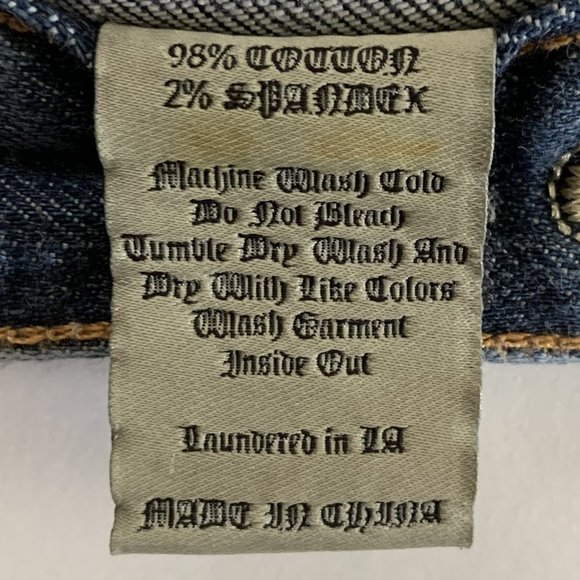 98% COTTON
2% SPANDEX
Machine Wash Cold
Do Not Bleach
Tumble Dry Wash And
Dry With Like Colors
Wash Garment
Inside Out
Laundered in LA
MADE IN CHINA